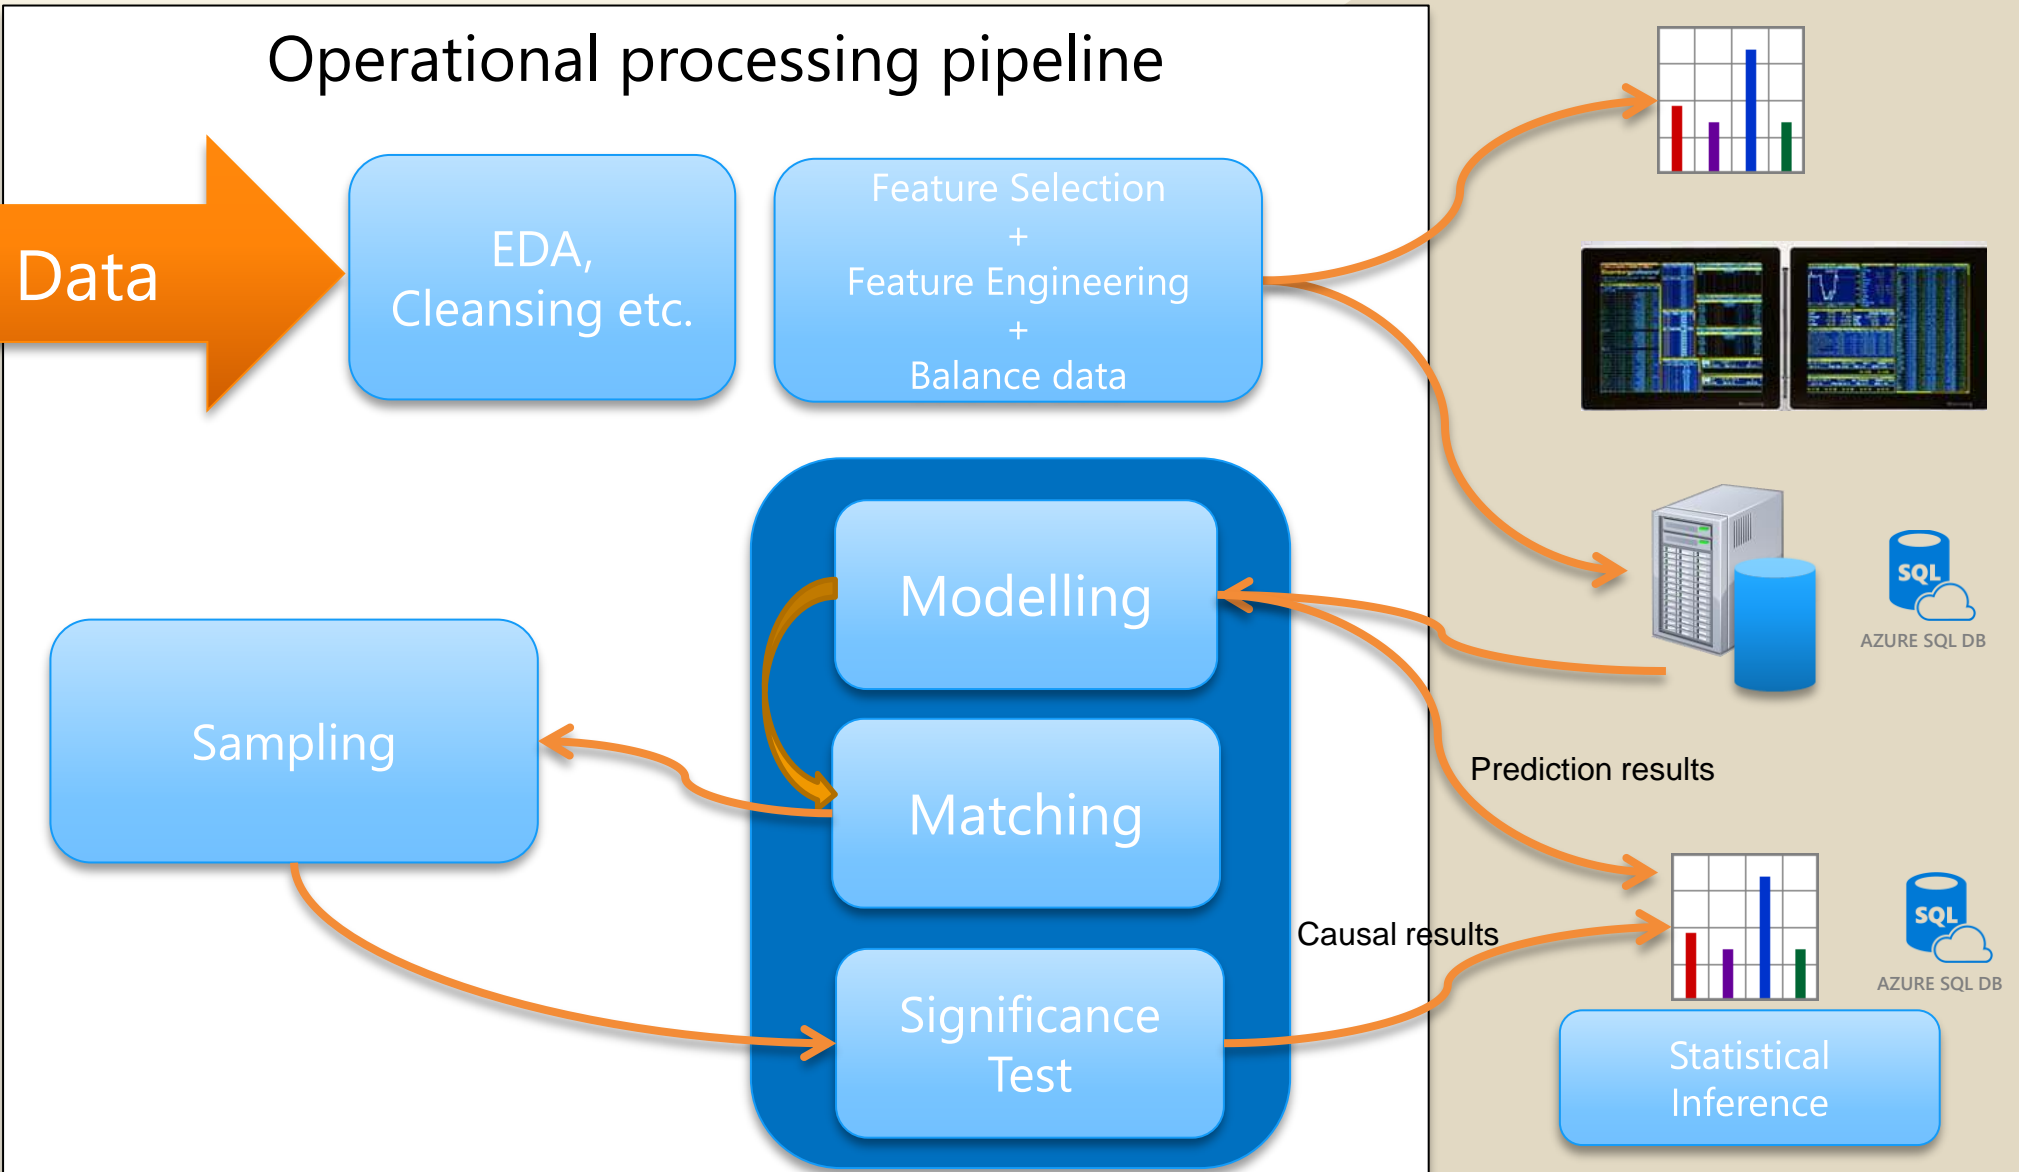 Operational processing pipeline
Data
EDA,
Cleansing etc.
Feature Selection
+
Feature Engineering
+
Balance data
Modelling
SQL
AZURE SQL DB
Sampling
Matching
Prediction results
Causal results
SQL
AZURE SQL DB
Significance
Test
Statistical
Inference